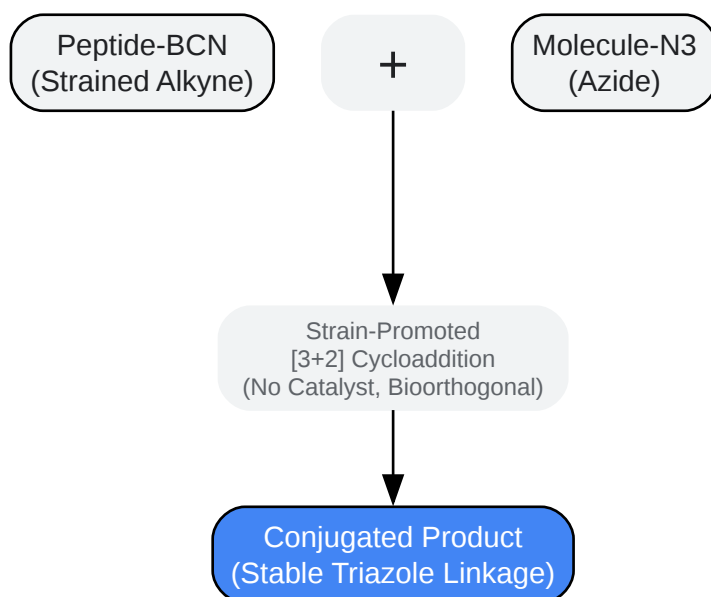 Peptide-BCN
(Strained Alkyne)
+
Molecule-N3
(Azide)
Strain-Promoted
[3+2] Cycloaddition
(No Catalyst, Bioorthogonal)
Conjugated Product
(Stable Triazole Linkage)